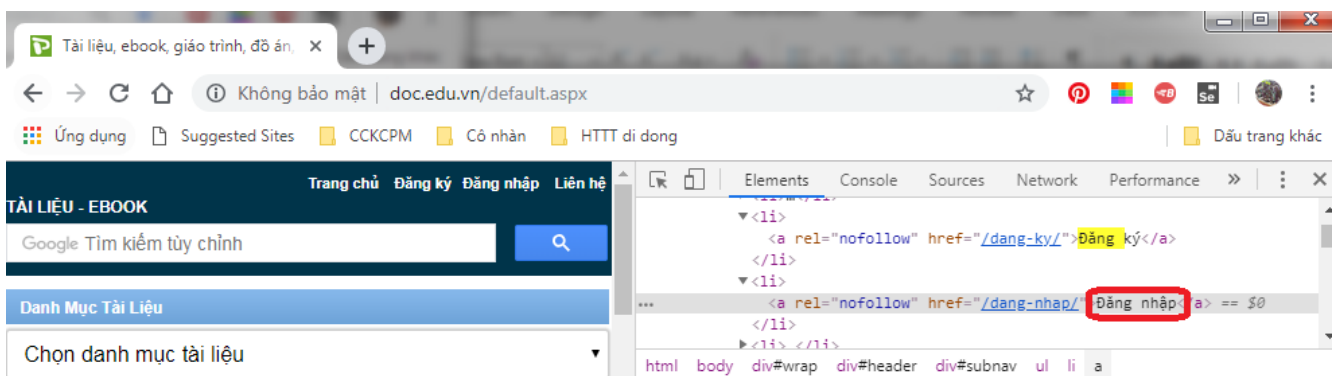 Tài liệu, ebook, giáo trình, đồ án,
Không bảo mật | doc.edu.vn/default.aspx
Ứng dụng Suggested Sites CCKCPM Cô nhàn HTTT di dong Dấu trang khác
Trang chủ Đăng ký Đăng nhập Liên hệ
TÀI LIỆU - EBOOK
Google Tìm kiếm tùy chỉnh
Danh Mục Tài Liệu
Chọn danh mục tài liệu
Elements Console Sources Network Performance »
▼<li>
<a rel="nofollow" href="/dang-ky/">Đăng ký</a>
</li>
▼<li>
... <a rel="nofollow" href="/dang-nhap/">Đăng nhập</a> == $0
</li>
▶<li> </li>
html body div#wrap div#header div#subnav ul li a